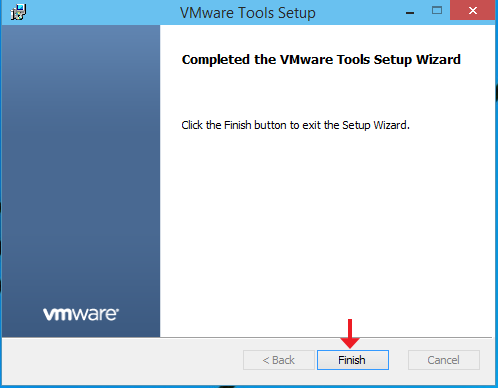 VMware Tools Setup
Completed the VMware Tools Setup Wizard
Click the Finish button to exit the Setup Wizard.
vmware®
< Back
Finish
Cancel